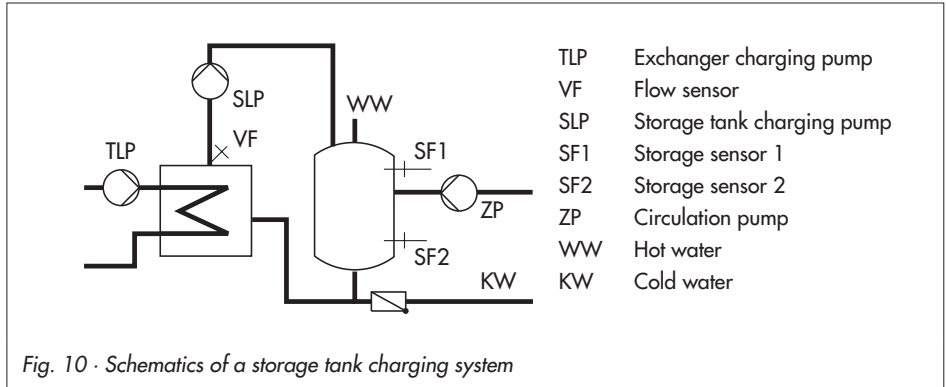 SLP
WW
VF
SF1
TLP
ZP
SF2
KW
TLP Exchanger charging pump
VF Flow sensor
SLP Storage tank charging pump
SF1 Storage sensor 1
SF2 Storage sensor 2
ZP Circulation pump
WW Hot water
KW Cold water
Fig. 10 · Schematics of a storage tank charging system